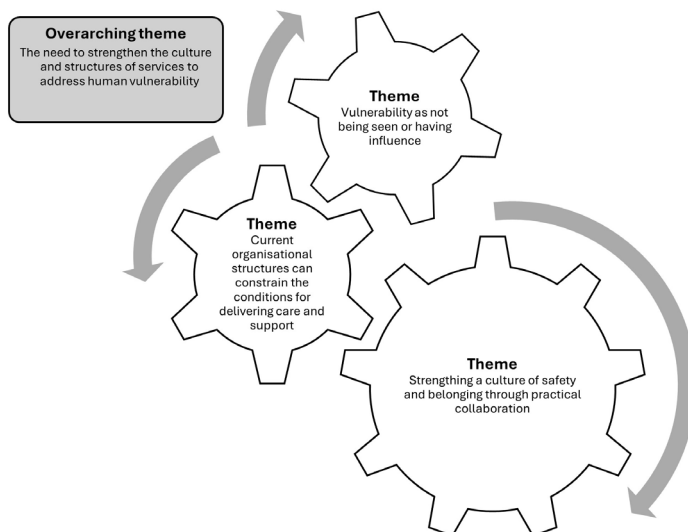 Overarching theme
The need to strengthen the culture
and structures of services to
address human vulnerability
Theme
Vulnerability as not
being seen or having
influence
Theme
Current
organisational
structures can
constrain the
conditions for
delivering care and
support
Theme
Strengthing a culture of safety
and belonging through practical
collaboration